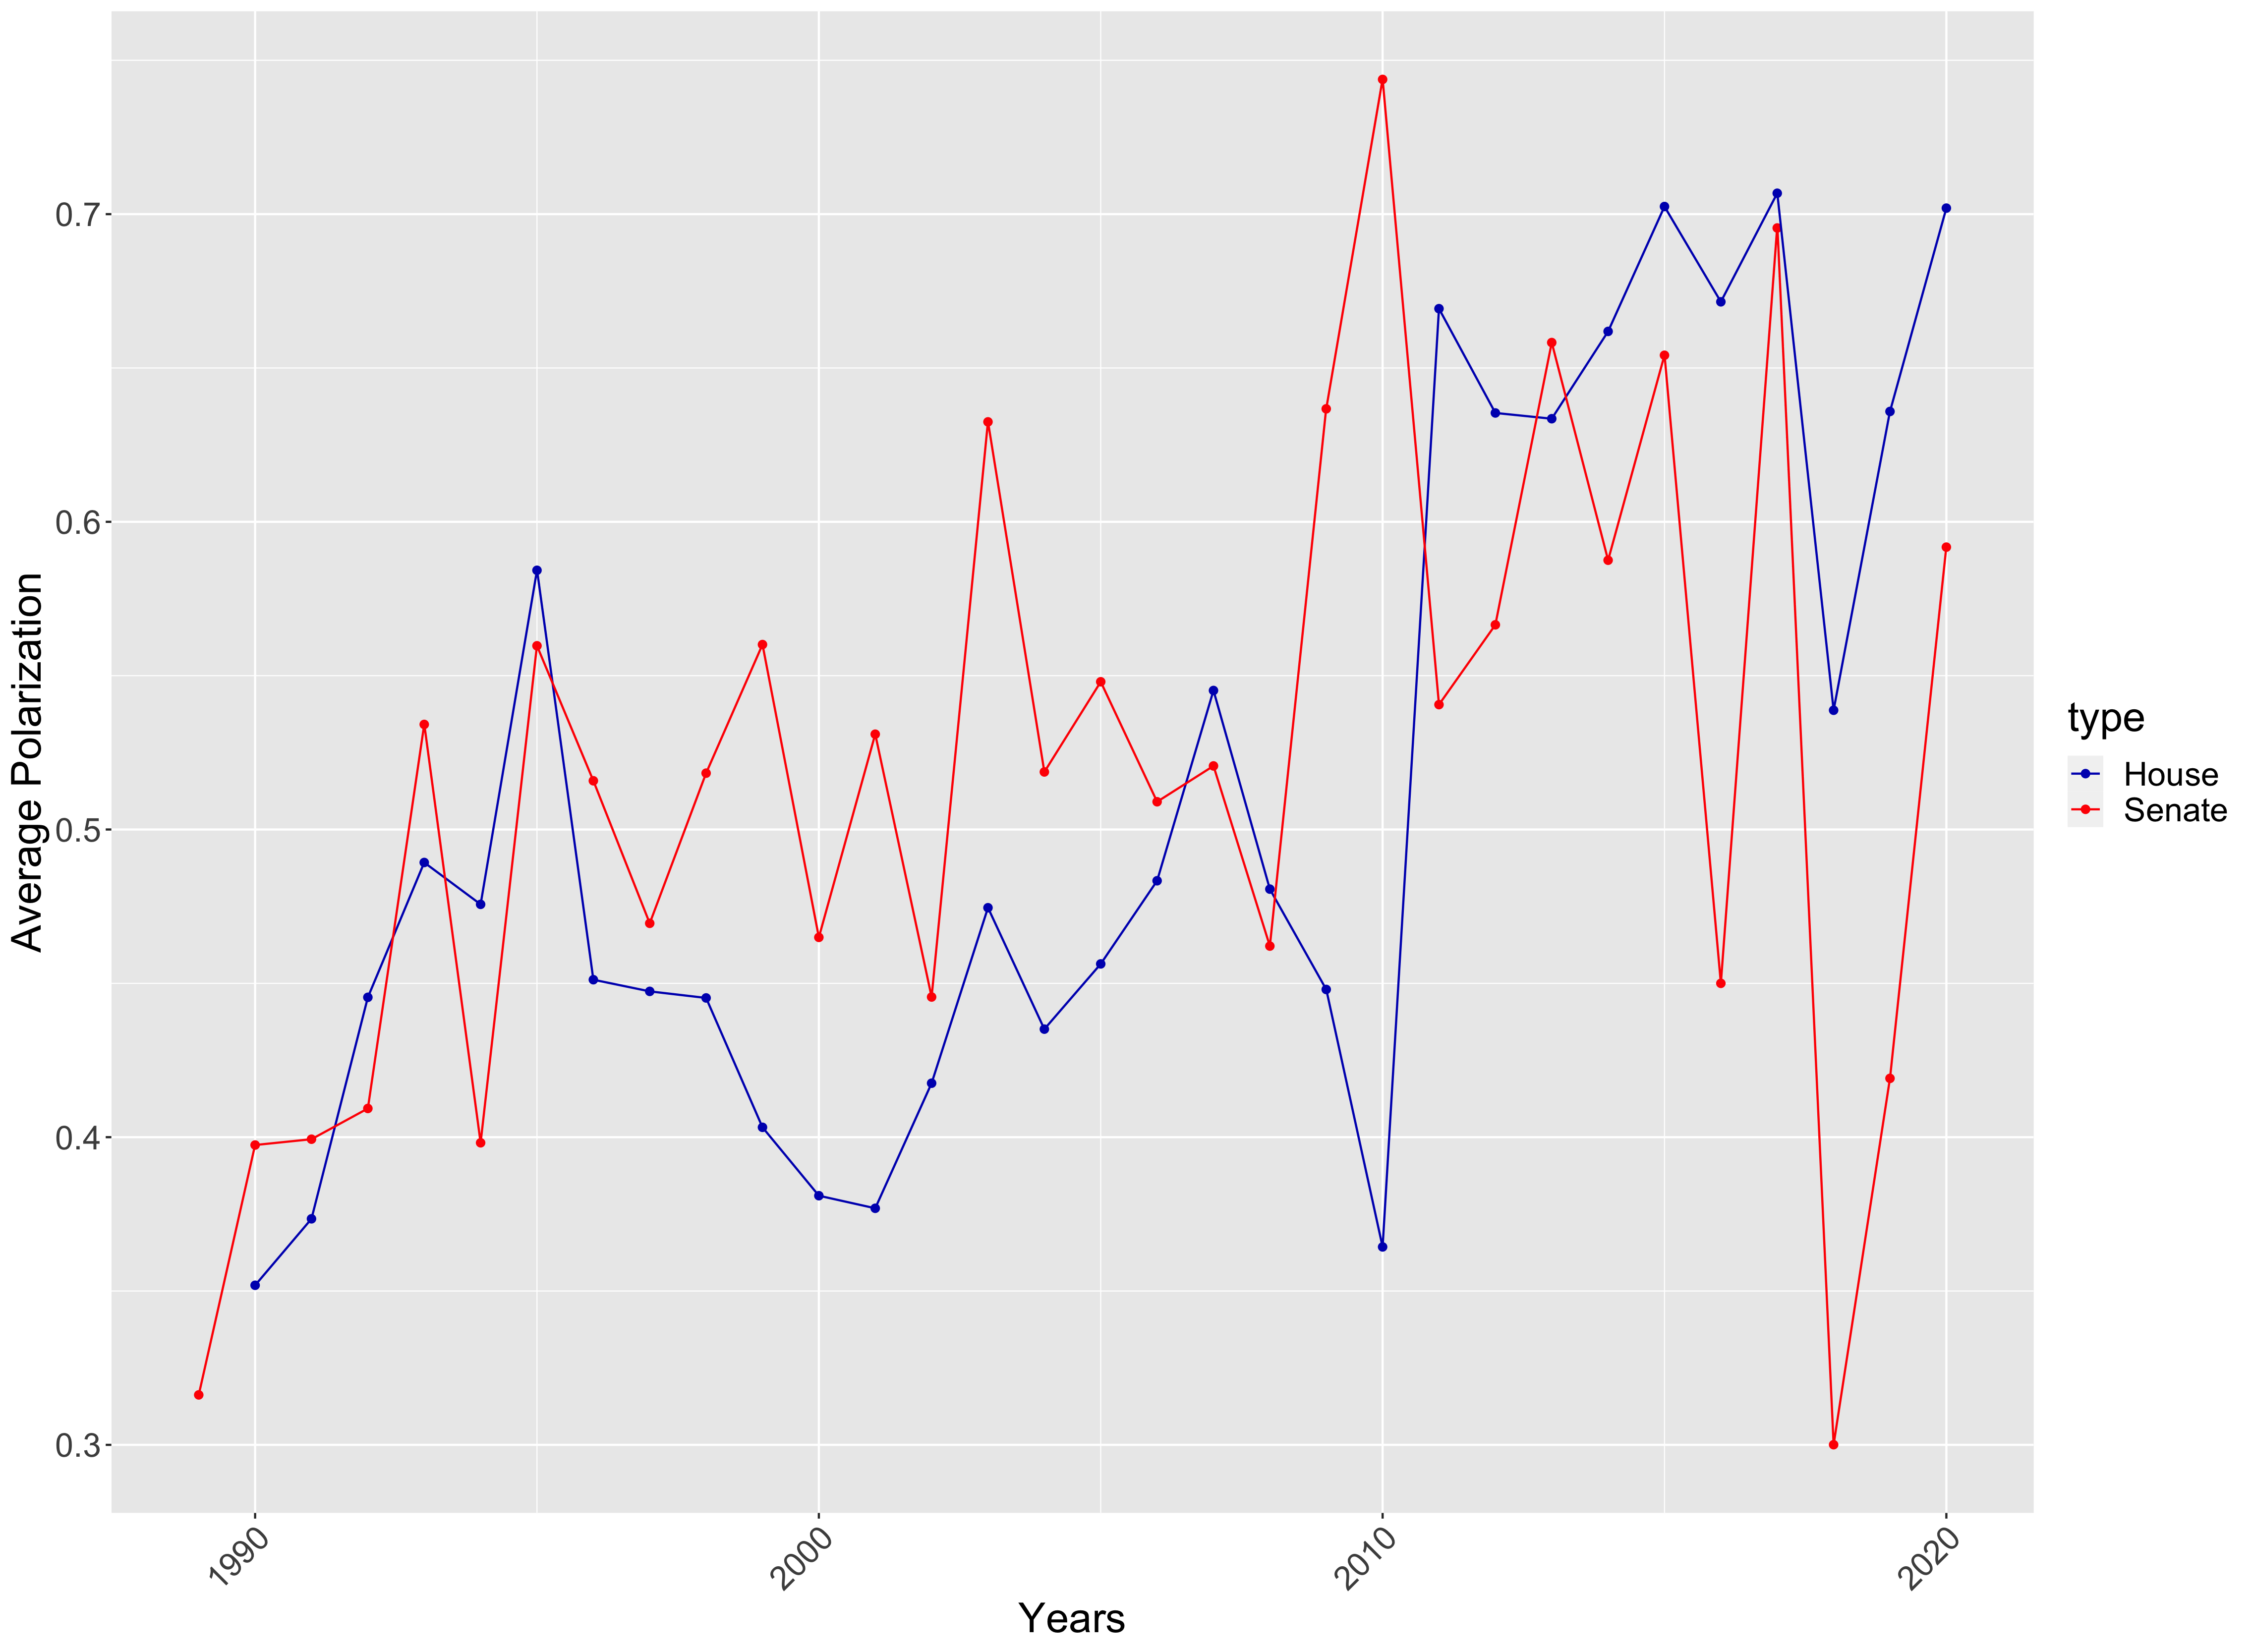 Average Polarization
0.7
0.6
0.5
0.4
0.3
1990
2000
2010
2020
Years
type
House
Senate